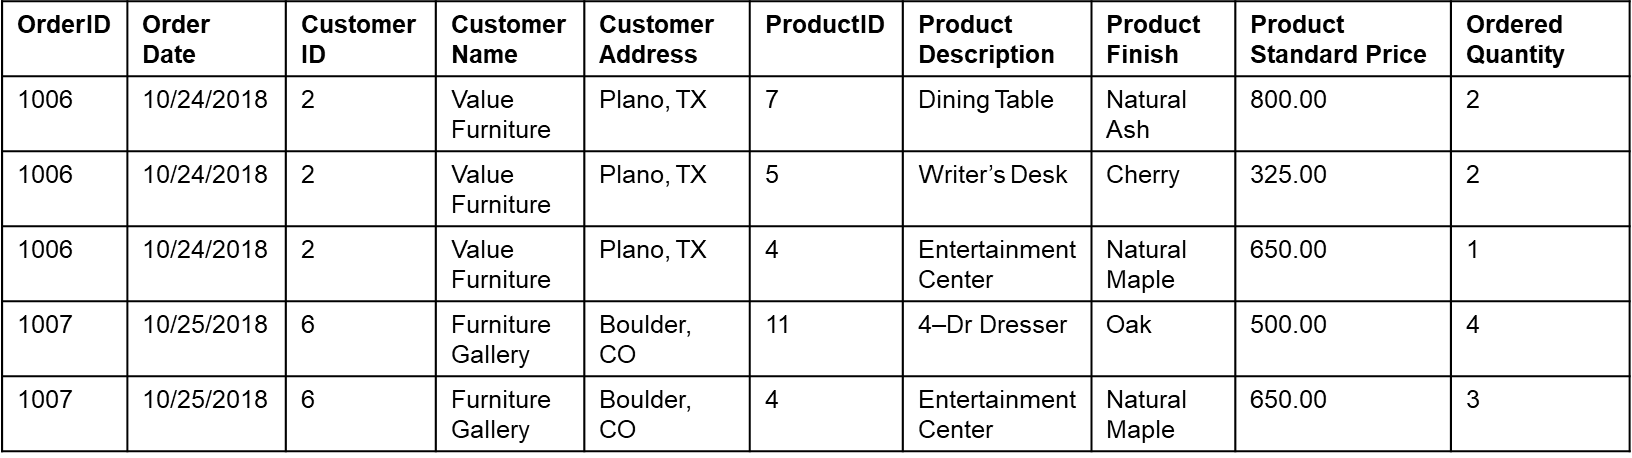 OrderID Order Customer Customer Customer ProductID Product Product Product Ordered
Date ID Name Address Description Finish Standard Price Quantity
1006 10/24/2018 2 Value Plano, TX 7 Dining Table Natural 800.00 2
Furniture Ash
1006 10/24/2018 2 Value Plano, TX 5 Writer’s Desk Cherry 325.00 2
Furniture
1006 10/24/2018 2 Value Plano, TX 4 Entertainment Natural 650.00 1
Furniture Center Maple
1007 10/25/2018 6 Furniture Boulder, 11 4–Dr Dresser Oak 500.00 4
Gallery CO
1007 10/25/2018 6 Furniture Boulder, 4 Entertainment Natural 650.00 3
Gallery CO Center Maple